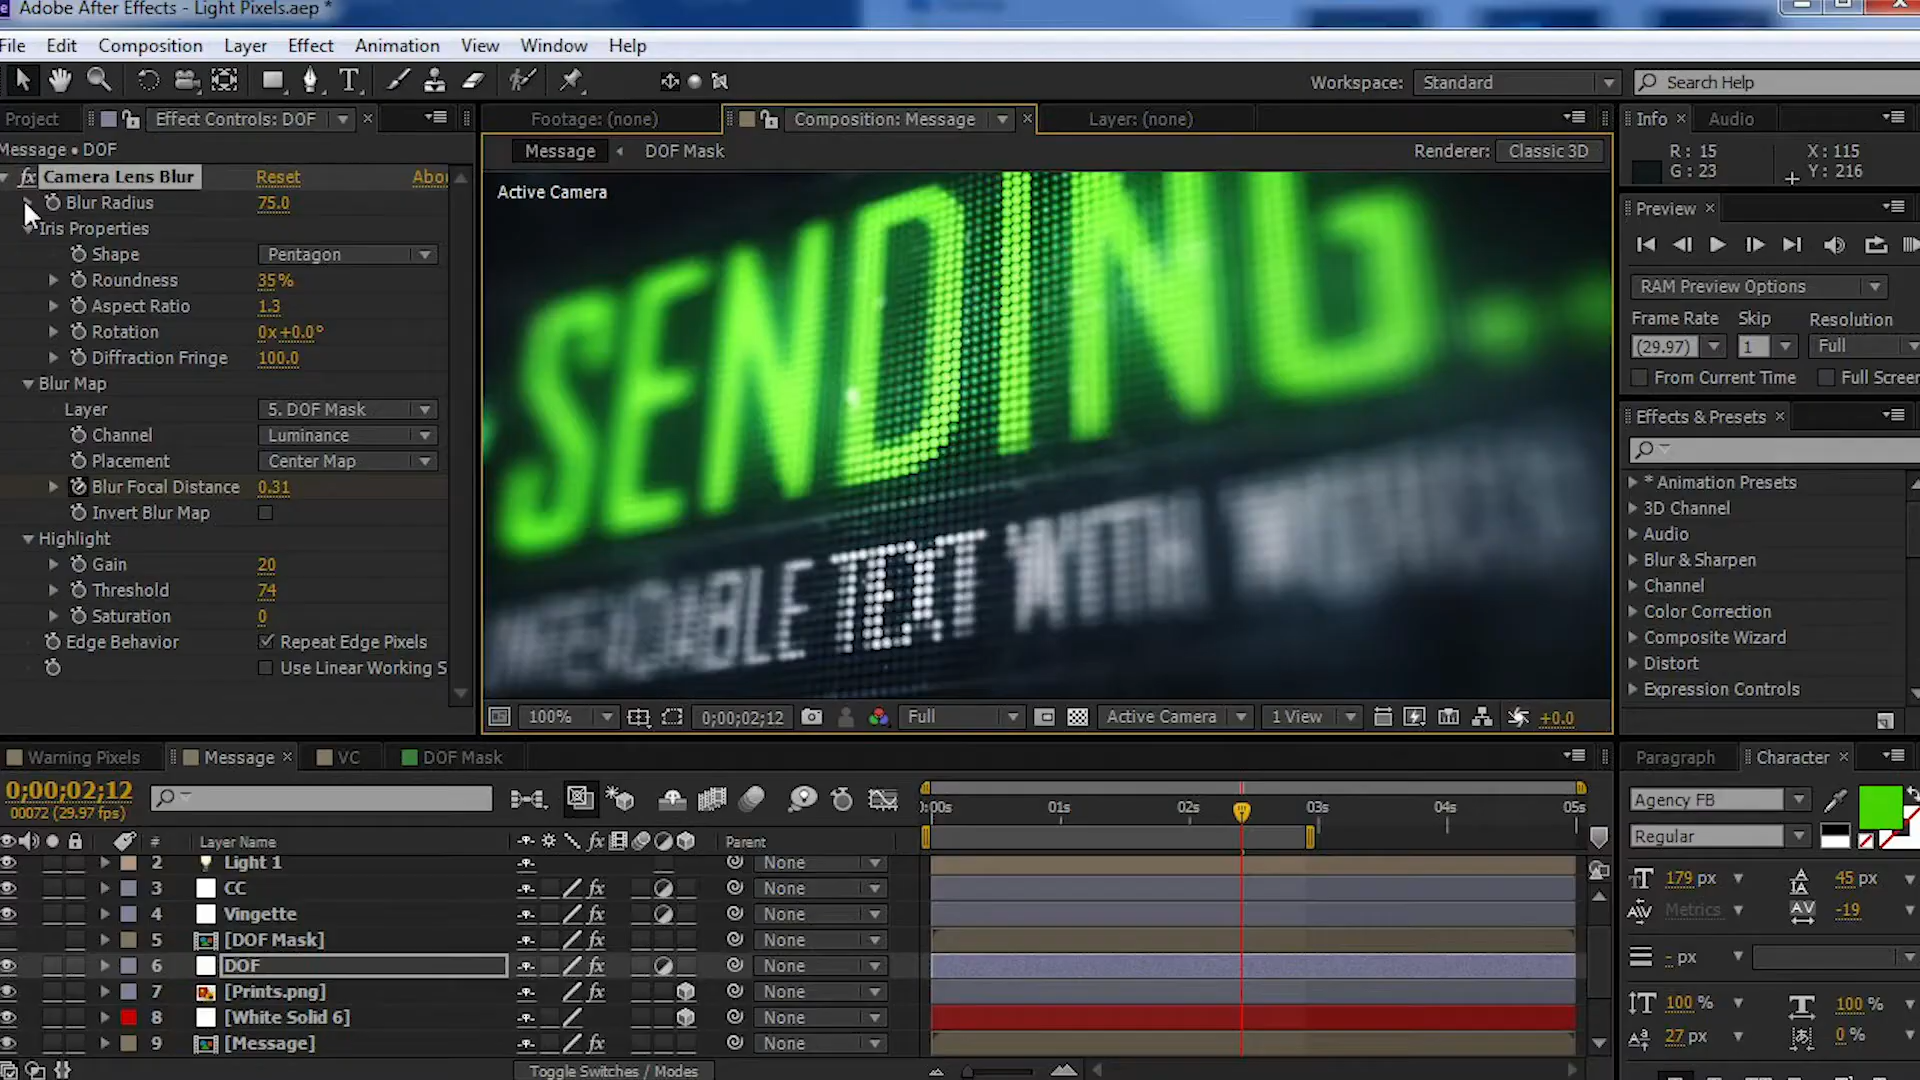 Adobe After Effects - Light Pixels.aep *
File Edit Composition Layer Effect Animation View Window Help
Workspace: Standard Search Help
Project Effect Controls: DOF
Footage: (none) Composition: Message Layer: (none)
Info Audio
Message • DOF
Message DOF Mask Renderer: Classic 3D
R: 15 X: 115
G: 23 Y: 216
Camera Lens Blur Reset Abou
Active Camera
Blur Radius 75.0
Iris Properties
Shape Pentagon
Roundness 35%
Aspect Ratio 1.3
Rotation 0x+0.0°
Diffraction Fringe 100.0
Blur Map
Layer 5. DOF Mask
Channel Luminance
Placement Center Map
Blur Focal Distance 0.31
Invert Blur Map
Highlight
Gain 20
Threshold 74
Saturation 0
Edge Behavior Repeat Edge Pixels
Use Linear Working S
SENDING...
TEXT WITH
Preview
RAM Preview Options
Frame Rate Skip Resolution
(29.97) 1 Full
From Current Time Full Screen
Effects & Presets
* Animation Presets
3D Channel
Audio
Blur & Sharpen
Channel
Color Correction
Composite Wizard
Distort
Expression Controls
100% 0;00;02;12 Full Active Camera 1 View +0.0
Warning Pixels Message VC DOF Mask
0;00;02;12
00072 (29.97 fps)
:00s 01s 02s 03s 04s 05s
# Layer Name Parent
2 Light 1 None
3 CC None
4 Vingette None
5 [DOF Mask] None
6 DOF None
7 [Prints.png] None
8 [White Solid 6] None
9 [Message] None
Toggle Switches / Modes
Paragraph Character
Agency FB
Regular
179 px 45 px
Metrics -19
- px
100 % 100 %
27 px 0 %